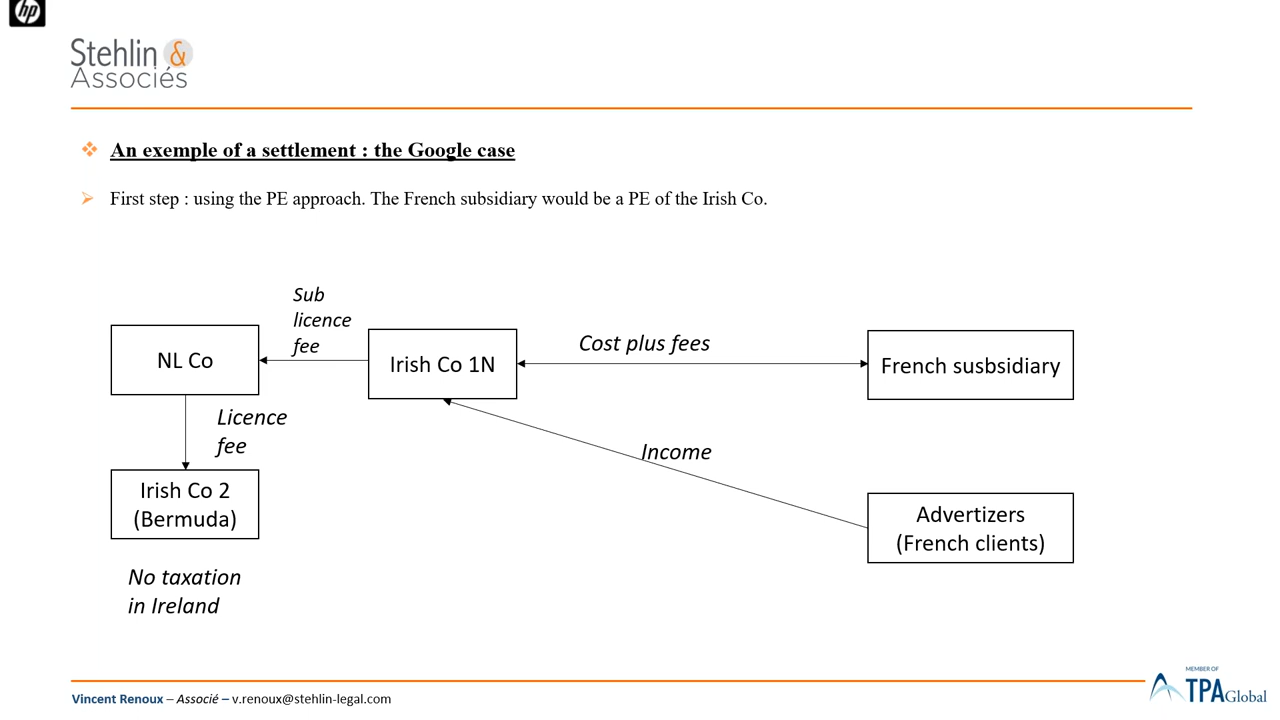 hp
Stehlin &
Associés
An exemple of a settlement : the Google case
First step : using the PE approach. The French subsidiary would be a PE of the Irish Co.
Sub
licence
fee
NL Co
Irish Co 1N
Cost plus fees
French susbsidiary
Licence
fee
Income
Irish Co 2
(Bermuda)
Advertizers
(French clients)
No taxation
in Ireland
MEMBER OF
TPA Global
Vincent Renoux – Associé – v.renoux@stehlin-legal.com